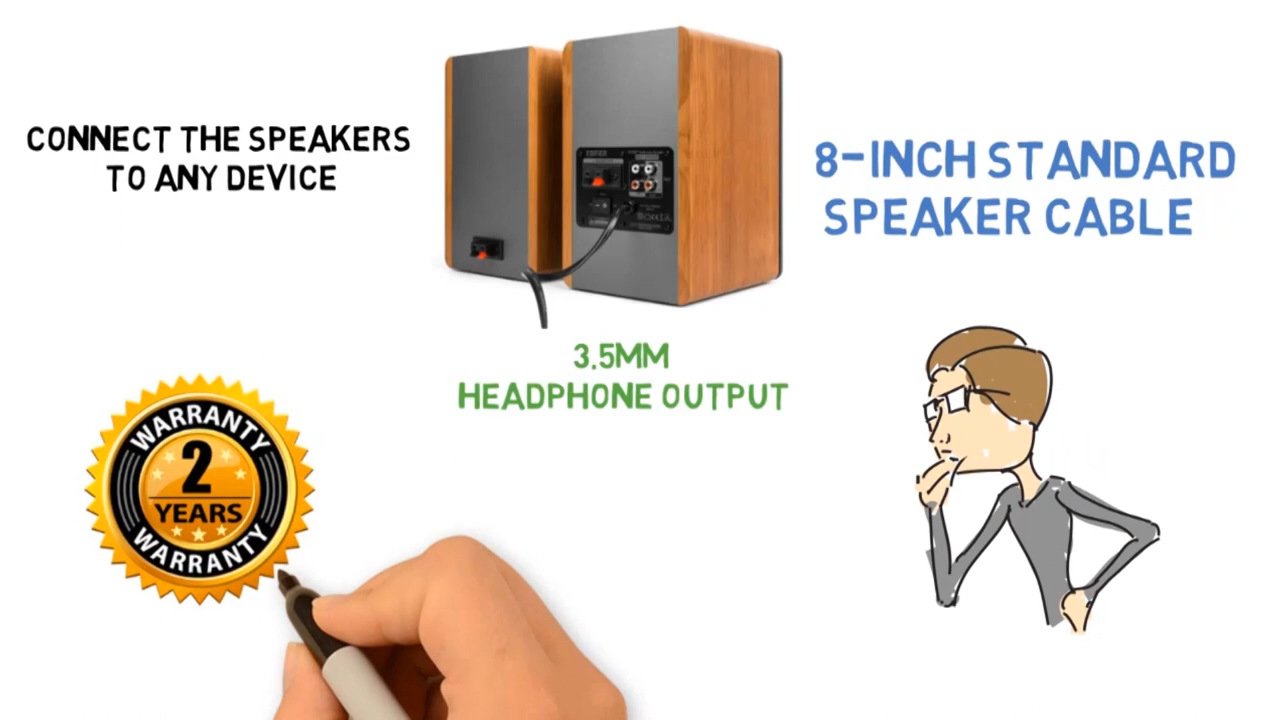 CONNECT THE SPEAKERS
TO ANY DEVICE
8-INCH STANDARD
SPEAKER CABLE
3.5MM
HEADPHONE OUTPUT
WARRANTY
2
YEARS
WARRANTY